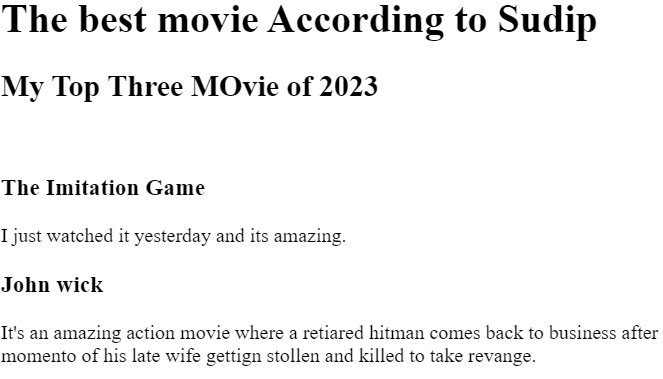 The best movie According to Sudip
My Top Three MOvie of 2023
The Imitation Game
I just watched it yesterday and its amazing.
John wick
It's an amazing action movie where a retiared hitman comes back to business after
momento of his late wife gettign stollen and killed to take revange.